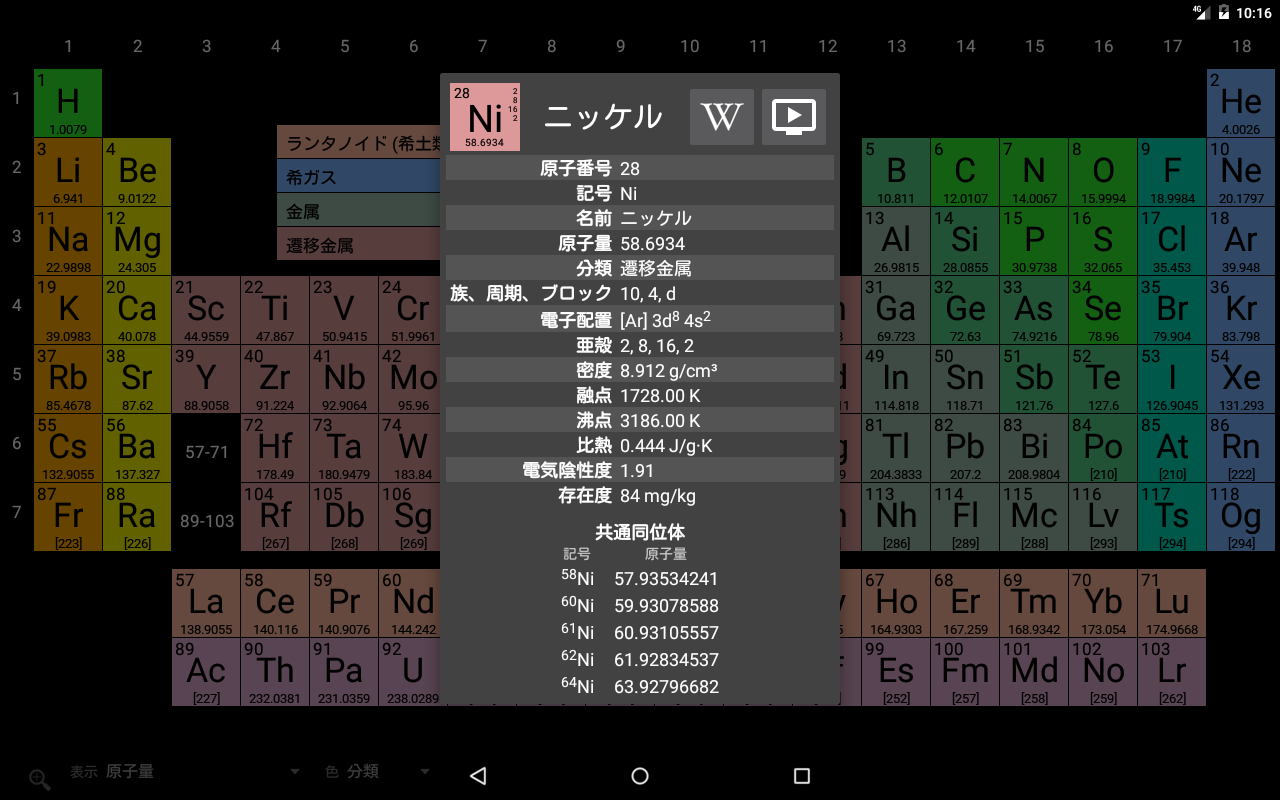 4G 10:16
1 2 3 4 5 6 7 8 9 10 11 12 13 14 15 16 17 18
1
1 H 1.0079
2 He 4.0026
28 Ni 58.6934
2
8
16
2
ニッケル
W
ランタノイド (希土類
希ガス
金属
遷移金属
2
3 Li 6.941
4 Be 9.0122
5 B 10.811
6 C 12.0107
7 N 14.0067
8 O 15.9994
9 F 18.9984
10 Ne 20.1797
3
11 Na 22.9898
12 Mg 24.305
13 Al 26.9815
14 Si 28.0855
15 P 30.9738
16 S 32.065
17 Cl 35.453
18 Ar 39.948
4
19 K 39.0983
20 Ca 40.078
21 Sc 44.9559
22 Ti 47.867
23 V 50.9415
24 Cr 51.9961
31 Ga 69.723
32 Ge 72.63
33 As 74.9216
34 Se 78.96
35 Br 79.904
36 Kr 83.798
5
37 Rb 85.4678
38 Sr 87.62
39 Y 88.9058
40 Zr 91.224
41 Nb 92.9064
42 Mo 95.96
49 In 114.818
50 Sn 118.71
51 Sb 121.76
52 Te 127.6
53 I 126.9045
54 Xe 131.293
6
55 Cs 132.9055
56 Ba 137.327
57-71
72 Hf 178.49
73 Ta 180.9479
74 W 183.84
81 Tl 204.3833
82 Pb 207.2
83 Bi 208.9804
84 Po [210]
85 At [210]
86 Rn [222]
7
87 Fr [223]
88 Ra [226]
89-103
104 Rf [267]
105 Db [268]
106 Sg [269]
113 Nh [286]
114 Fl [289]
115 Mc [288]
116 Lv [293]
117 Ts [294]
118 Og [294]
57 La 138.9055
58 Ce 140.116
59 Pr 140.9076
60 Nd 144.242
67 Ho 164.9303
68 Er 167.259
69 Tm 168.9342
70 Yb 173.054
71 Lu 174.9668
89 Ac [227]
90 Th 232.0381
91 Pa 231.0359
92 U 238.0289
99 Es [252]
100 Fm [257]
101 Md [258]
102 No [259]
103 Lr [262]
原子番号 28
記号 Ni
名前 ニッケル
原子量 58.6934
分類 遷移金属
族、周期、ブロック 10, 4, d
電子配置 [Ar] 3d⁸ 4s²
亜殻 2, 8, 16, 2
密度 8.912 g/cm³
融点 1728.00 K
沸点 3186.00 K
比熱 0.444 J/g·K
電気陰性度 1.91
存在度 84 mg/kg
共通同位体
記号 原子量
⁵⁸Ni 57.93534241
⁶⁰Ni 59.93078588
⁶¹Ni 60.93105557
⁶²Ni 61.92834537
⁶⁴Ni 63.92796682
表示 原子量 色 分類